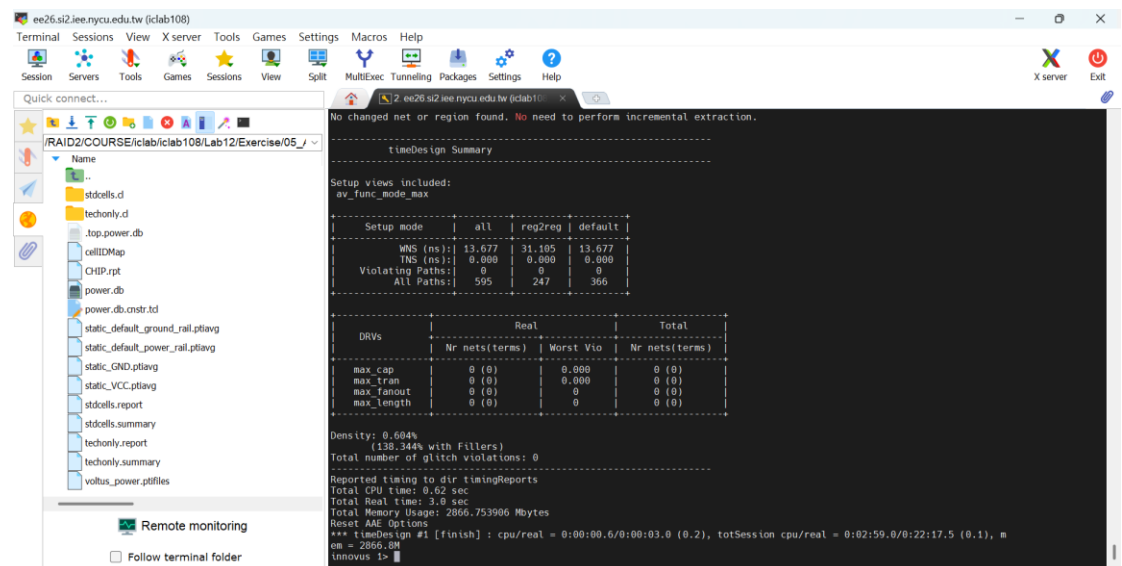 ee26.si2.iee.nycu.edu.tw (iclab108)
Terminal Sessions View X server Tools Games Settings Macros Help
Session Servers Tools Games Sessions View Split MultiExec Tunneling Packages Settings Help X server Exit
Quick connect...
2. ee26.si2.iee.nycu.edu.tw (iclab10
/RAID2/COURSE/iclab/iclab108/Lab12/Exercise/05_
Name
..
stdcells.cl
techonly.cl
.top.power.db
cellIDMap
CHIP.rpt
power.db
power.db.cnstr.tcl
static_default_ground_rail.ptiavg
static_default_power_rail.ptiavg
static_GND.ptiavg
static_VCC.ptiavg
stdcells.report
stdcells.summary
techonly.report
techonly.summary
voltus_power.ptifiles
Remote monitoring
Follow terminal folder
No changed net or region found. No need to perform incremental extraction.
------------------------------------------------------------
timeDesign Summary
------------------------------------------------------------
Setup views included:
av_func_mode_max
+--------------------+---------+---------+---------+
| Setup mode | all | reg2reg | default |
+--------------------+---------+---------+---------+
| WNS (ns):| 13.677 | 31.105 | 13.677 |
| TNS (ns):| 0.000 | 0.000 | 0.000 |
| Violating Paths:| 0 | 0 | 0 |
| All Paths:| 595 | 247 | 366 |
+--------------------+---------+---------+---------+
+----------------+-------------------------------+------------------+
| | Real | Total |
| DRVs +------------------+------------+------------------|
| | Nr nets(terms) | Worst Vio | Nr nets(terms) |
+----------------+------------------+------------+------------------+
| max_cap | 0 (0) | 0.000 | 0 (0) |
| max_tran | 0 (0) | 0.000 | 0 (0) |
| max_fanout | 0 (0) | 0 | 0 (0) |
| max_length | 0 (0) | 0 | 0 (0) |
+----------------+------------------+------------+------------------+
Density: 0.604%
(138.344% with Fillers)
Total number of glitch violations: 0
------------------------------------------------------------
Reported timing to dir timingReports
Total CPU time: 0.62 sec
Total Real time: 3.0 sec
Total Memory Usage: 2866.753906 Mbytes
Reset AAE Options
*** timeDesign #1 [finish] : cpu/real = 0:00:00.6/0:00:03.0 (0.2), totSession cpu/real = 0:02:59.0/0:22:17.5 (0.1), m
em = 2866.8M
innovus 1>